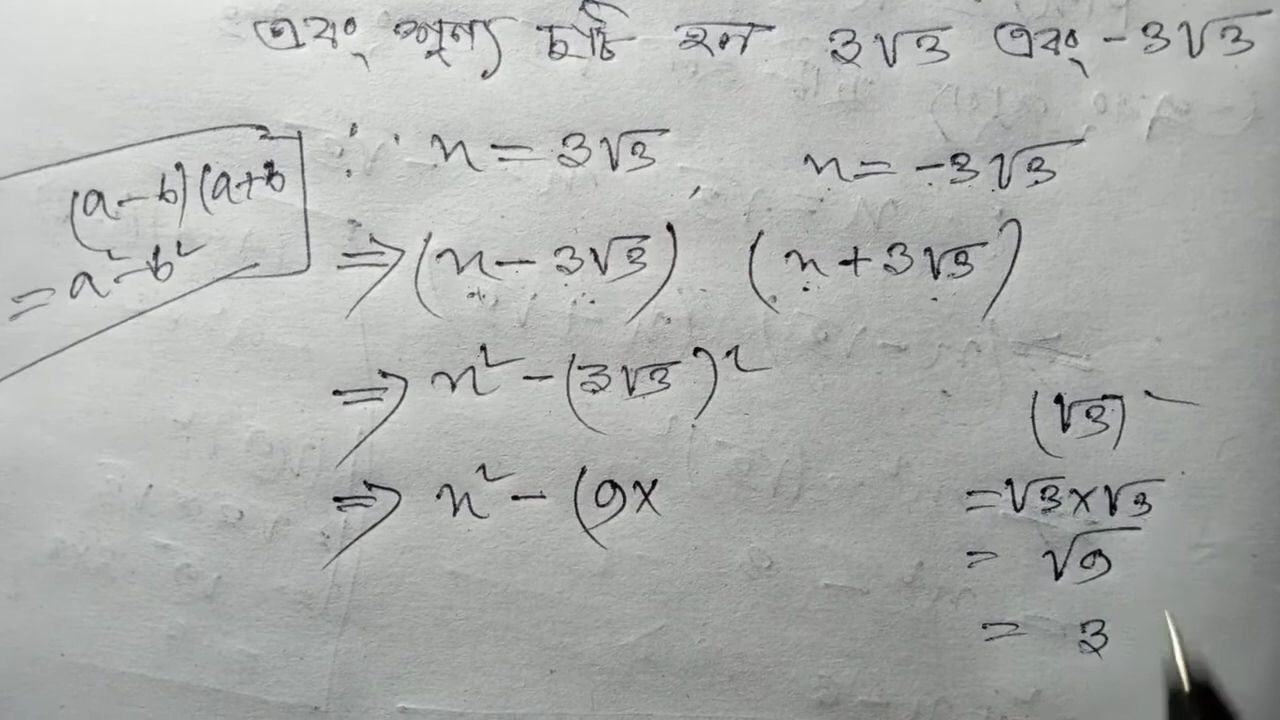 এবং শূন্য দুটি হল 3√3 এবং -3√3
∴ x = 3√3, x = -3√3
(a-b)(a+b
= a²-b²
⇒ (x - 3√3) (x + 3√3)
⇒ x² - (3√3)²
⇒ x² - (9×
(√3)²
= √3×√3
= √9
= 3